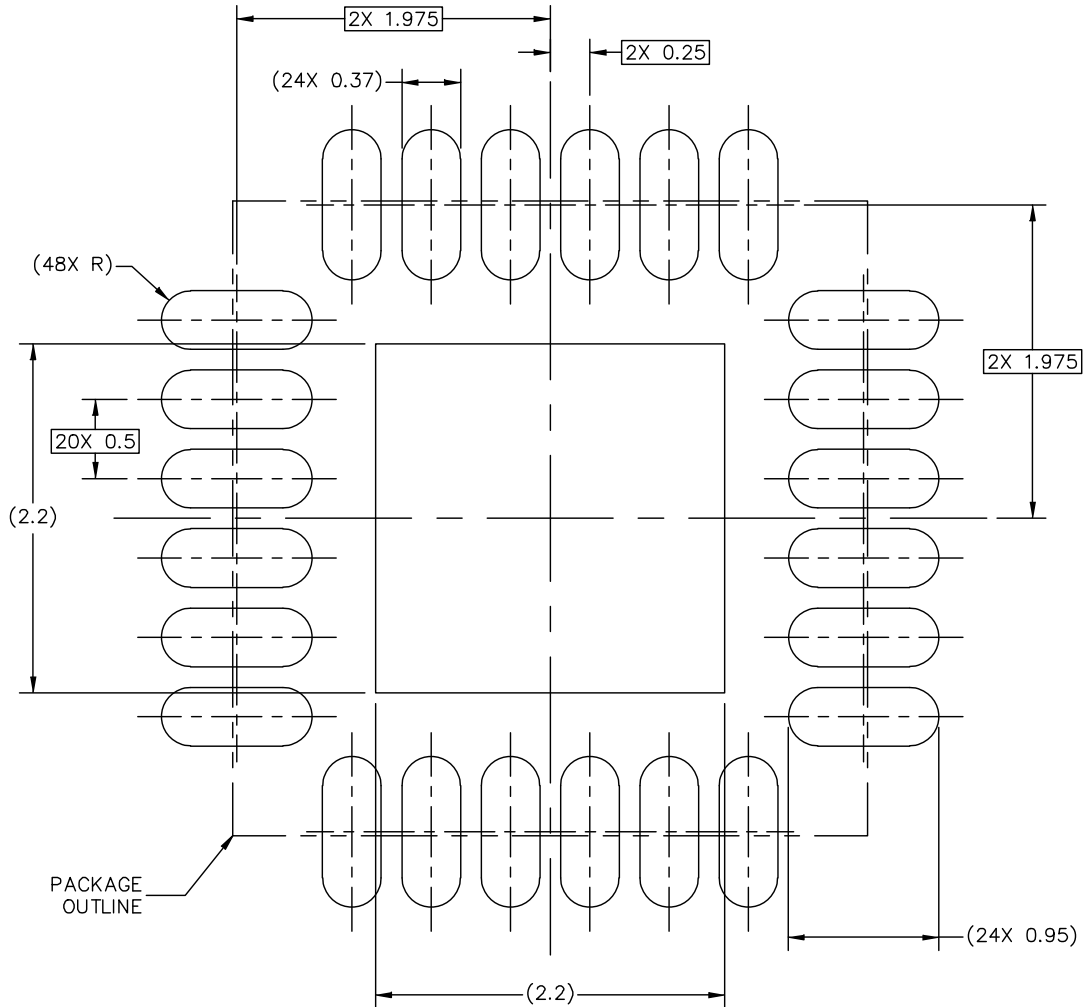 2X 1.975
2X 0.25
(24X 0.37)
(48X R)
2X 1.975
20X 0.5
(2.2)
PACKAGE
OUTLINE
(24X 0.95)
(2.2)